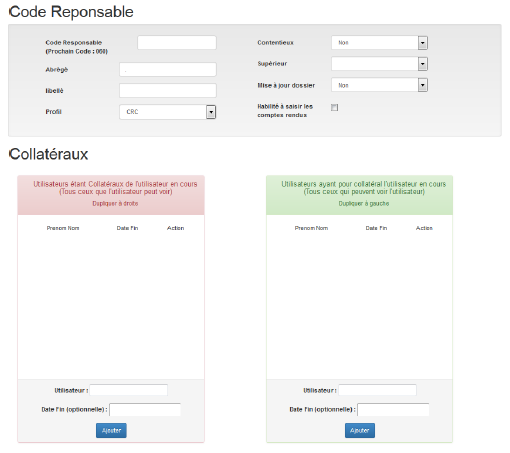 Code Reponsable
Code Responsable
(Prochain Code : 060)
Abrégé
.
libellé
Profil
CRC
Contentieux
Non
Supérieur
Mise à jour dossier
Non
Habilité à saisir les
comptes rendus
Collatéraux
Utilisateurs étant Collatéraux de l'utilisateur en cours
(Tous ceux que l'utilisateur peut voir)
Dupliquer à droite
Prenom Nom Date Fin Action
Utilisateur :
Date Fin (optionnelle) :
Ajouter
Utilisateurs ayant pour collatéral l'utilisateur en cours
(Tous ceux qui peuvent voir l'utilisateur)
Dupliquer à gauche
Prenom Nom Date Fin Action
Utilisateur :
Date Fin (optionnelle) :
Ajouter